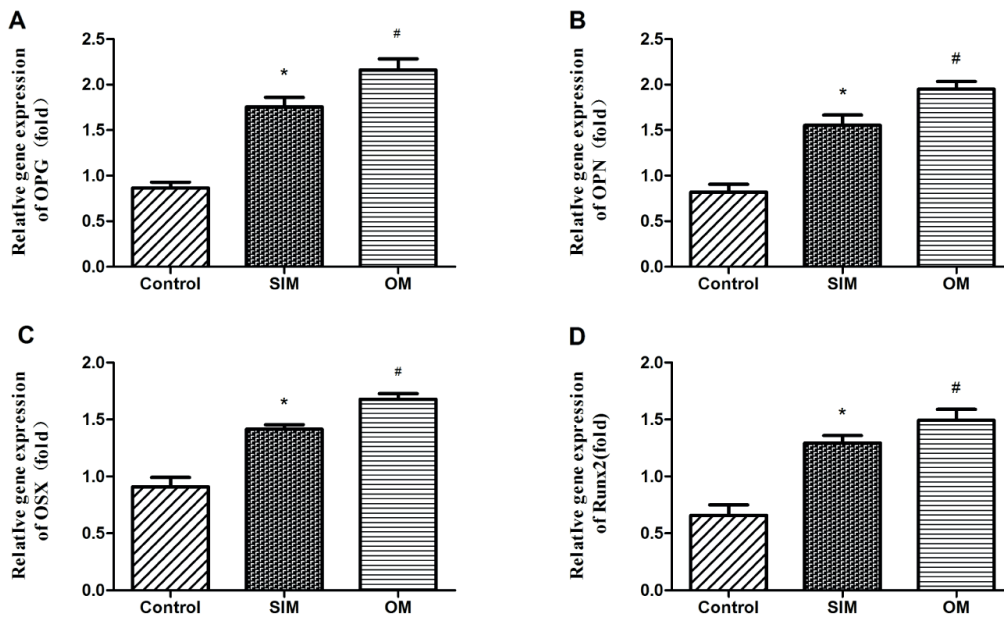 A
Relative gene expression
of OPG (fold)
2.5
2.0
1.5
1.0
0.5
0.0
*
#
Control
SIM
OM
B
Relative gene expression
of OPN (fold)
2.5
2.0
1.5
1.0
0.5
0.0
*
#
Control
SIM
OM
C
Relative gene expression
of OSX (fold)
2.0
1.5
1.0
0.5
0.0
*
#
Control
SIM
OM
D
Relative gene expression
of Runx2(fold)
2.0
1.5
1.0
0.5
0.0
*
#
Control
SIM
OM